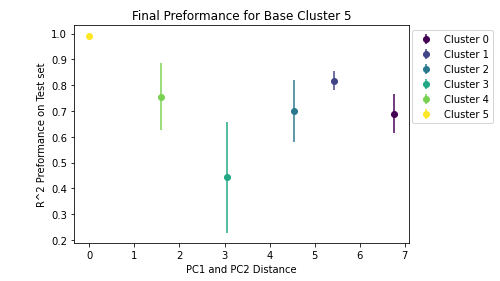 Final Preformance for Base Cluster 5
R^2 Preformance on Test set
1.0
0.9
0.8
0.7
0.6
0.5
0.4
0.3
0.2
0 1 2 3 4 5 6 7
PC1 and PC2 Distance
Cluster 0
Cluster 1
Cluster 2
Cluster 3
Cluster 4
Cluster 5